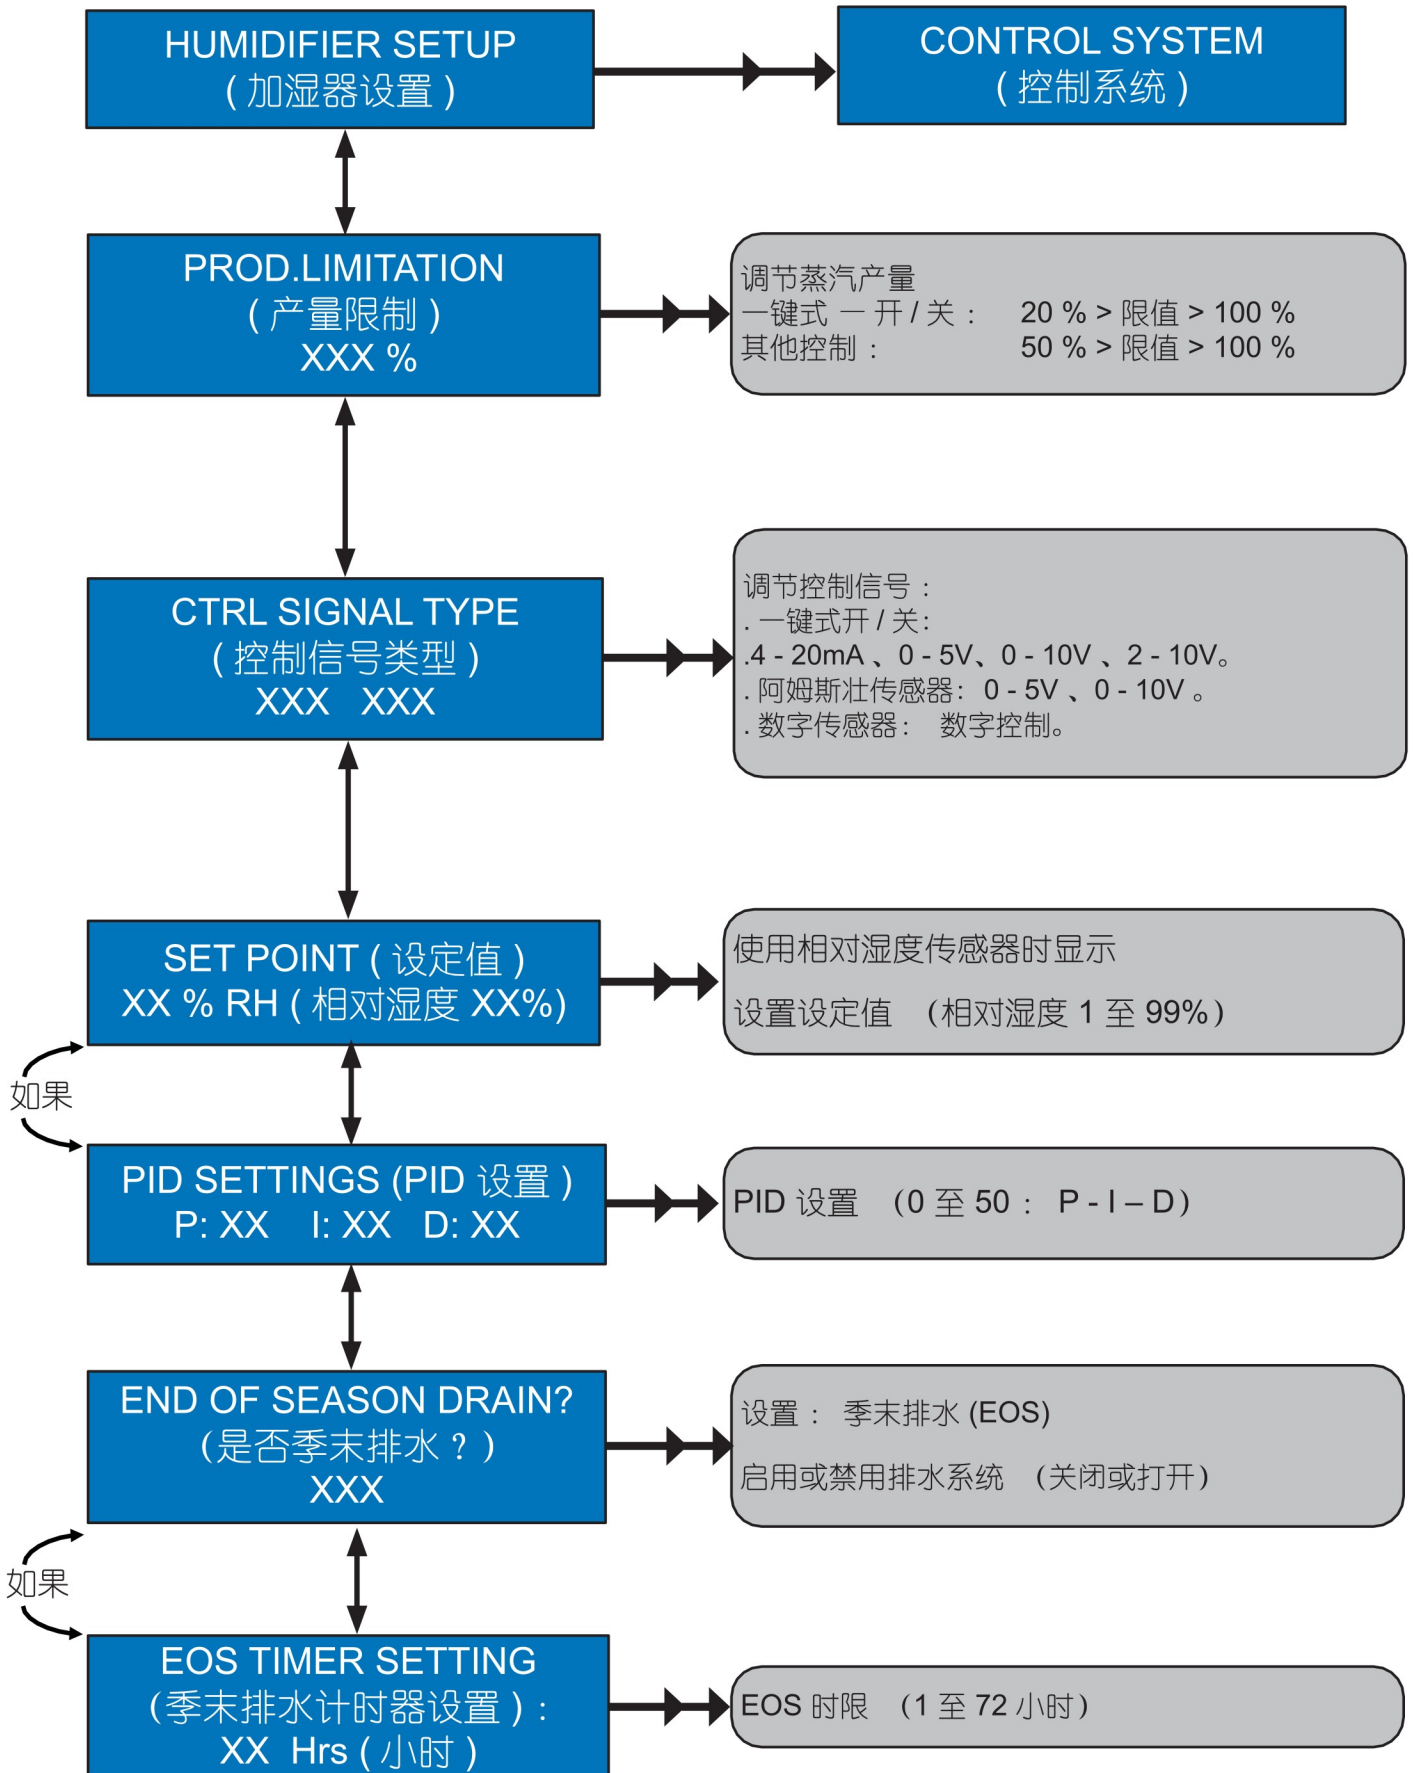 HUMIDIFIER SETUP
( 加湿器设置 )
CONTROL SYSTEM
( 控制系统 )
PROD.LIMITATION
( 产量限制 )
XXX %
调节蒸汽产量
一键式 一 开 / 关 : 20 % > 限值 > 100 %
其他控制 : 50 % > 限值 > 100 %
CTRL SIGNAL TYPE
( 控制信号类型 )
XXX XXX
调节控制信号 :
. 一键式开 / 关:
.4 - 20mA 、0 - 5V、0 - 10V 、2 - 10V。
. 阿姆斯壮传感器: 0 - 5V 、0 - 10V 。
. 数字传感器: 数字控制。
SET POINT ( 设定值 )
XX % RH ( 相对湿度 XX%)
使用相对湿度传感器时显示
设置设定值 (相对湿度 1 至 99%)
如果
PID SETTINGS (PID 设置 )
P: XX I: XX D: XX
PID 设置 (0 至 50 : P - I – D)
END OF SEASON DRAIN?
(是否季末排水 ? )
XXX
设置 : 季末排水 (EOS)
启用或禁用排水系统 (关闭或打开)
如果
EOS TIMER SETTING
(季末排水计时器设置 ) :
XX Hrs ( 小时 )
EOS 时限 (1 至 72 小时)